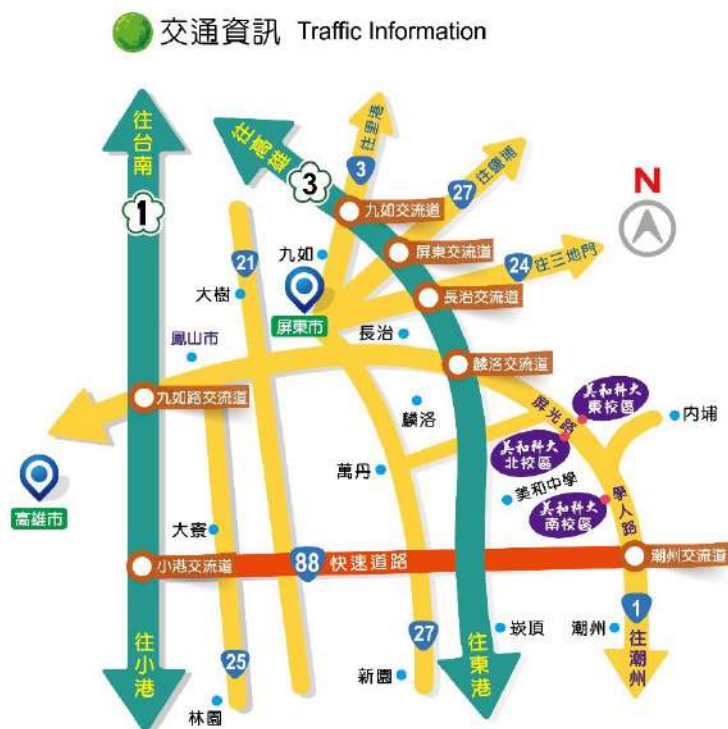 交通資訊 Traffic Information
往台南
往高雄
往里港
往鹽埔
N
1
3
3
27
九如交流道
九如
屏東交流道
21
24
往三地門
大樹
屏東市
長治交流道
鳳山市
長治
麟洛交流道
九如路交流道
屏光路
美和科大
東校區
麟洛
內埔
美和科大
北校區
高雄市
萬丹
美和中學
學人路
美和科大
南校區
大寮
小港交流道
88 快速道路
潮州交流道
往小港
25
27
1
往東港
崁頂
潮州
往潮州
新園
林園